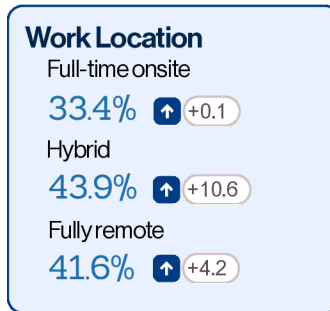 Work Location
Full-time onsite
33.4% +0.1
Hybrid
43.9% +10.6
Fully remote
41.6% +4.2